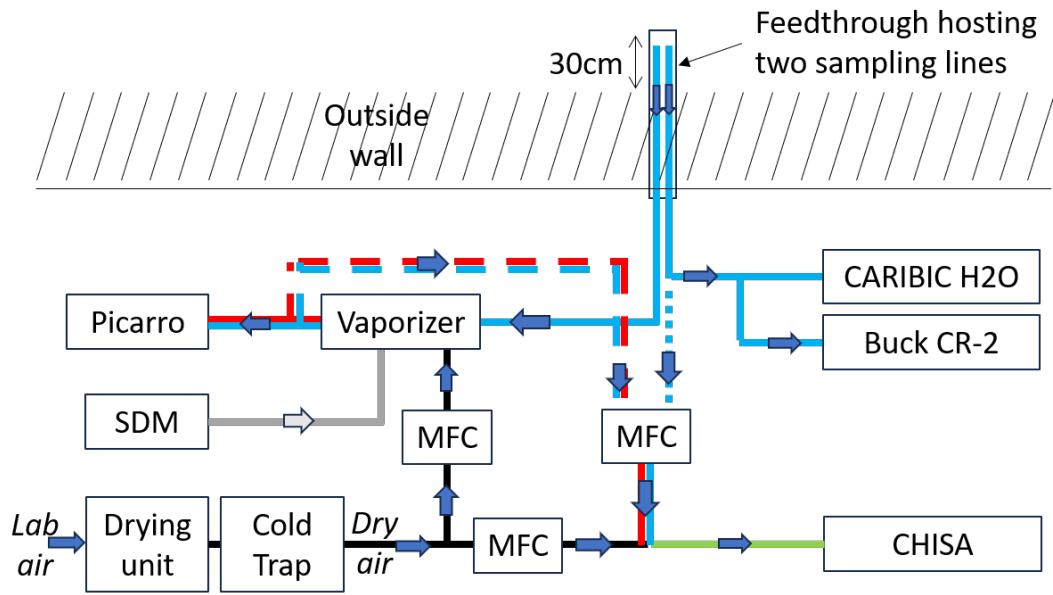 Feedthrough hosting
two sampling lines
30cm
Outside
wall
CARIBIC H2O
Picarro
Vaporizer
Buck CR-2
SDM
MFC
MFC
Lab
air
Drying
unit
Cold
Trap
Dry
air
MFC
CHISA